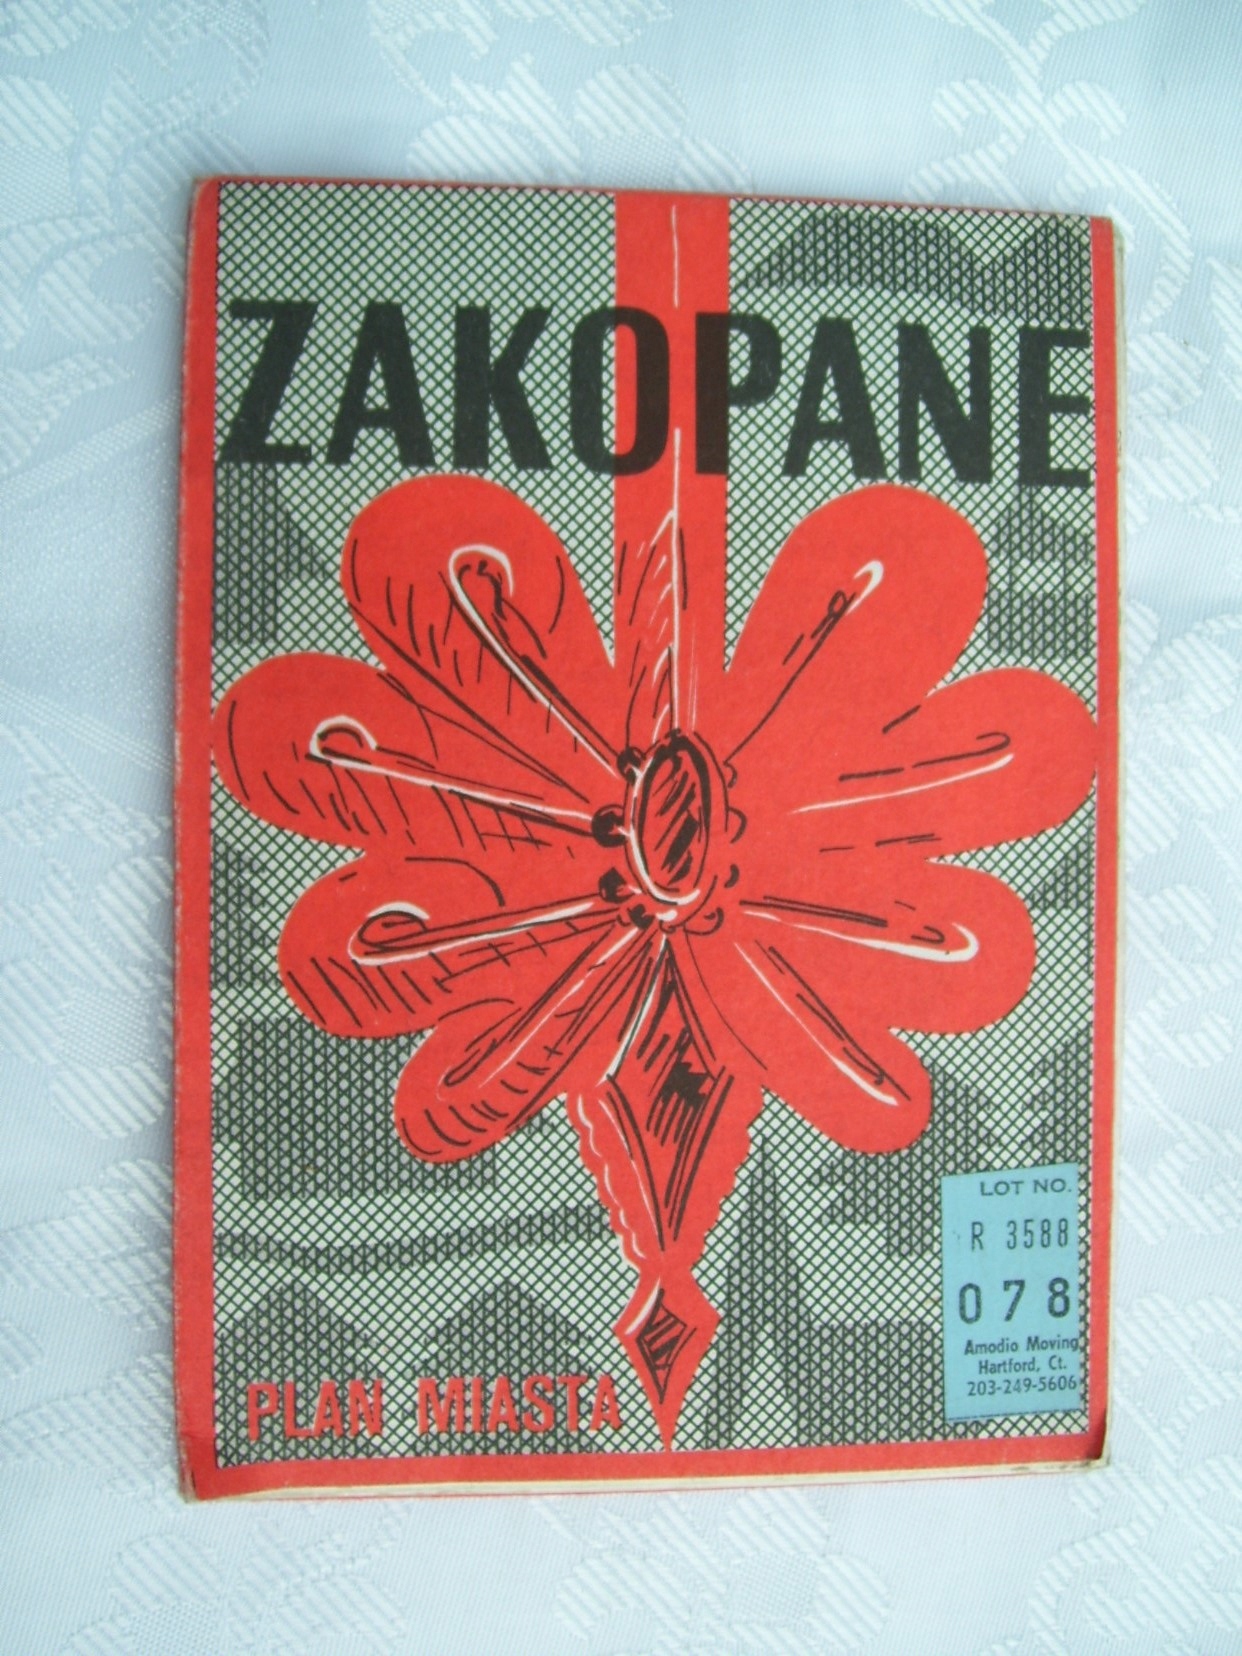 ZAKOPANE
PLAN MIASTA
LOT NO.
R 3588
078
Amodio Moving
Hartford, Ct.
203-249-5606